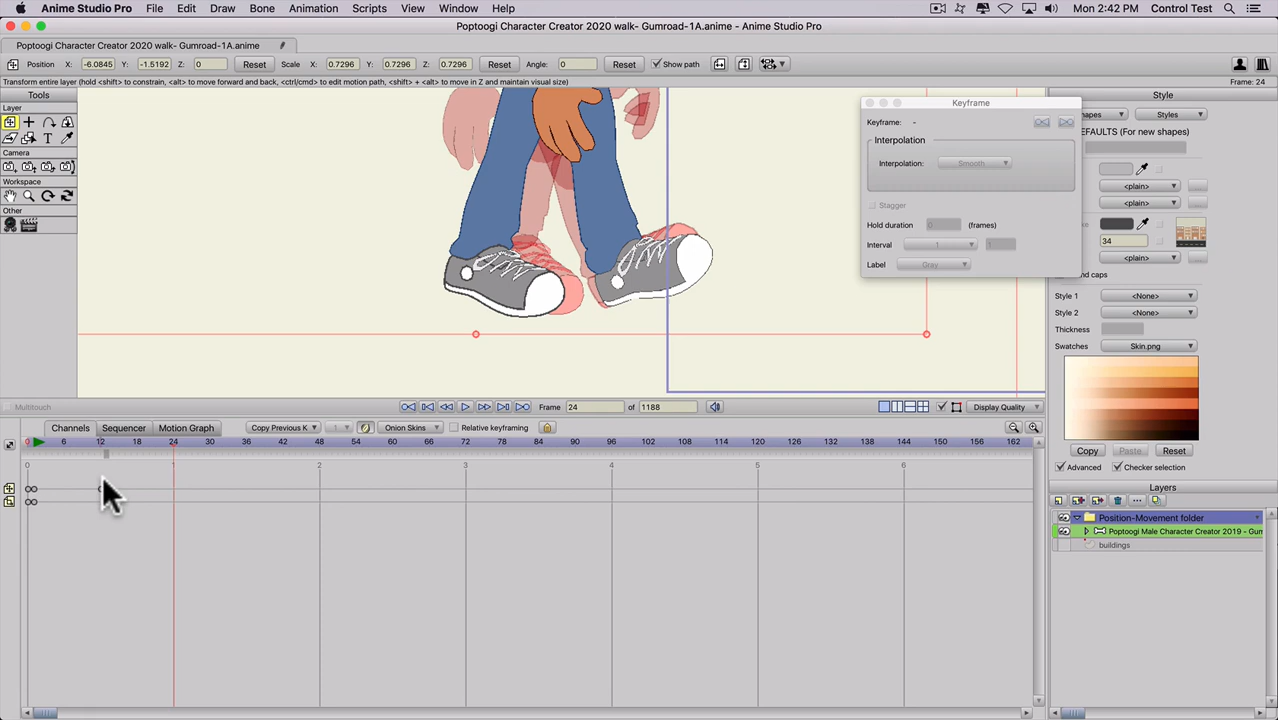 Anime Studio Pro File Edit Draw Bone Animation Scripts View Window Help Mon 2:42 PM Control Test
Poptoogi Character Creator 2020 walk- Gumroad-1A.anime - Anime Studio Pro
Poptoogi Character Creator 2020 walk- Gumroad-1A.anime
Position X: -6.0845 Y: -1.5192 Z: 0 Reset Scale X: 0.7296 Y: 0.7296 Z: 0.7296 Reset Angle: 0 Reset Show path
Transform entire layer (hold <shift> to constrain, <alt> to move forward and back, <ctrl/cmd> to edit motion path, <shift> + <alt> to move in Z and maintain visual size) Frame: 24
Tools
Layer
Camera
Workspace
Other
Keyframe
Keyframe: -
Interpolation
Interpolation: Smooth
Stagger
Hold duration 0 (frames)
Interval 1 1
Label Gray
Style
Styles
<plain>
<plain>
34
<plain>
Style 1 <None>
Style 2 <None>
Thickness
Swatches Skin.png
Copy Paste Reset
Advanced Checker selection
Multitouch
Frame 24 of 1188 Display Quality
Channels Sequencer Motion Graph Copy Previous K 1 Onion Skins Relative keyframing
0 6 12 18 24 30 36 42 48 54 60 66 72 78 84 90 96 102 108 114 120 126 132 138 144 150 156 162
0 1 2 3 4 5 6
Layers
Position-Movement folder
Poptoogi Male Character Creator 2019 - Gum
buildings